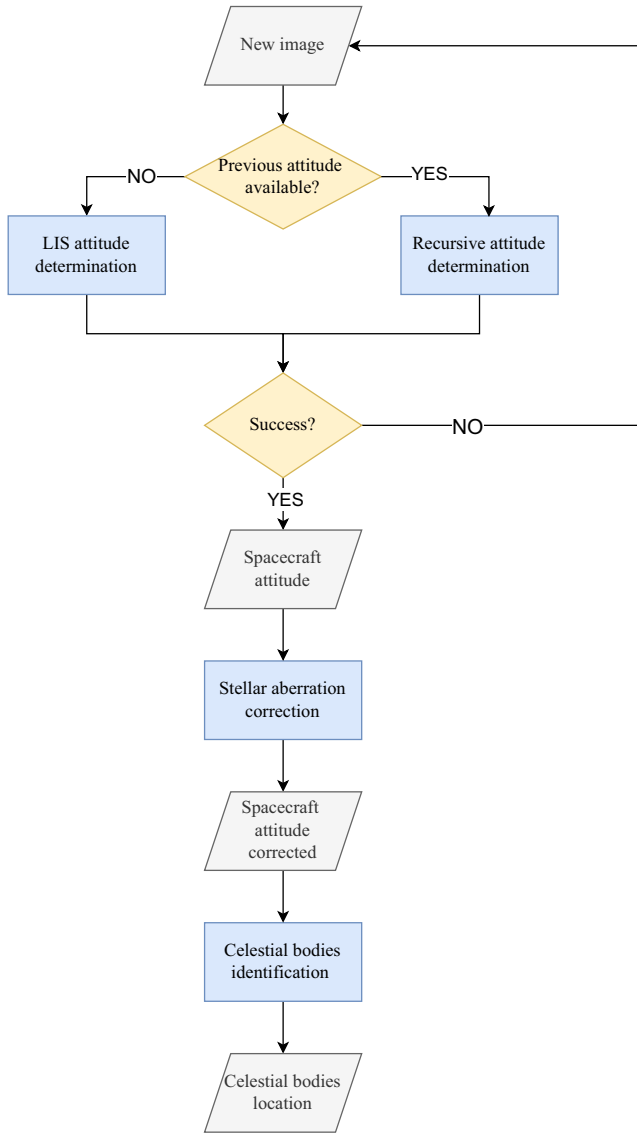 New image
Previous attitude
available?
NO
YES
LIS attitude
determination
Recursive attitude
determination
Success?
NO
YES
Spacecraft
attitude
Stellar aberration
correction
Spacecraft
attitude
corrected
Celestial bodies
identification
Celestial bodies
location